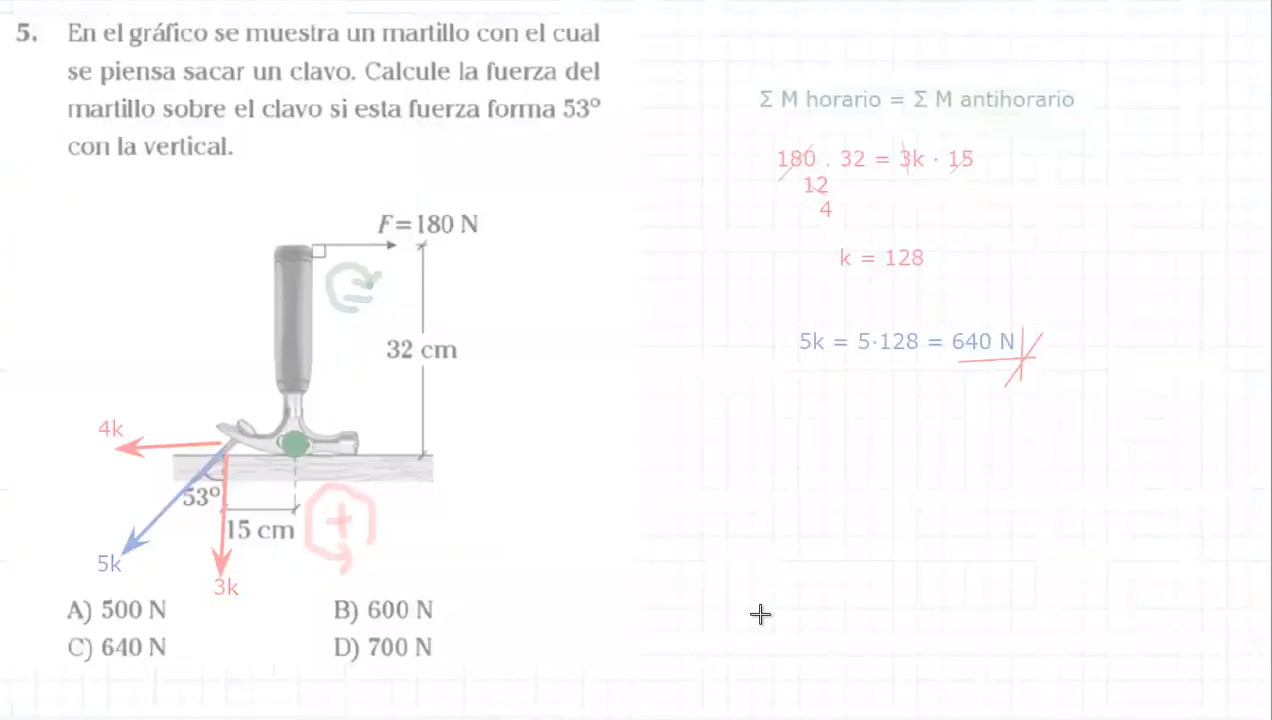 5. En el gráfico se muestra un martillo con el cual
se piensa sacar un clavo. Calcule la fuerza del
martillo sobre el clavo si esta fuerza forma 53°
con la vertical.
F=180 N
32 cm
4k
53°
15 cm
5k
3k
A) 500 N B) 600 N
C) 640 N D) 700 N
Σ M horario = Σ M antihorario
180 . 32 = 3k · 15
12
4
k = 128
5k = 5·128 = 640 N